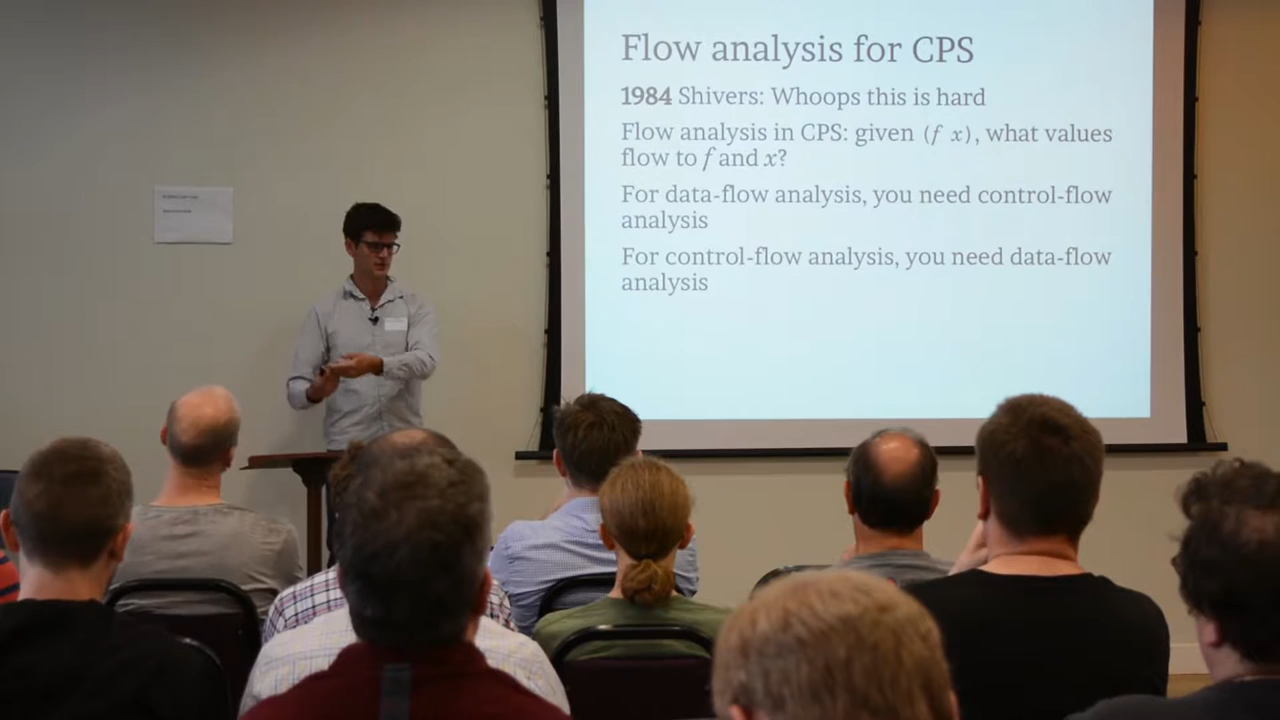 Flow analysis for CPS
1984 Shivers: Whoops this is hard
Flow analysis in CPS: given (f x), what values
flow to f and x?
For data-flow analysis, you need control-flow
analysis
For control-flow analysis, you need data-flow
analysis